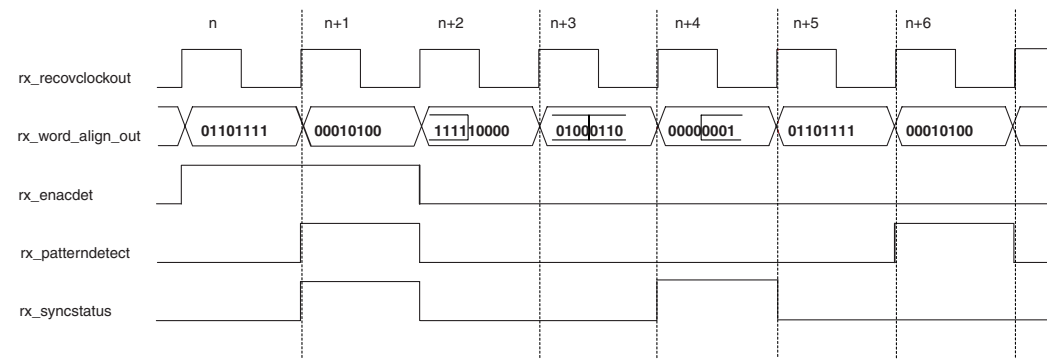 n n+1 n+2 n+3 n+4 n+5 n+6
rx_recovclockout
rx_word_align_out 01101111 00010100 111110000 01000110 00000001 01101111 00010100
rx_enacdet
rx_patterndetect
rx_syncstatus